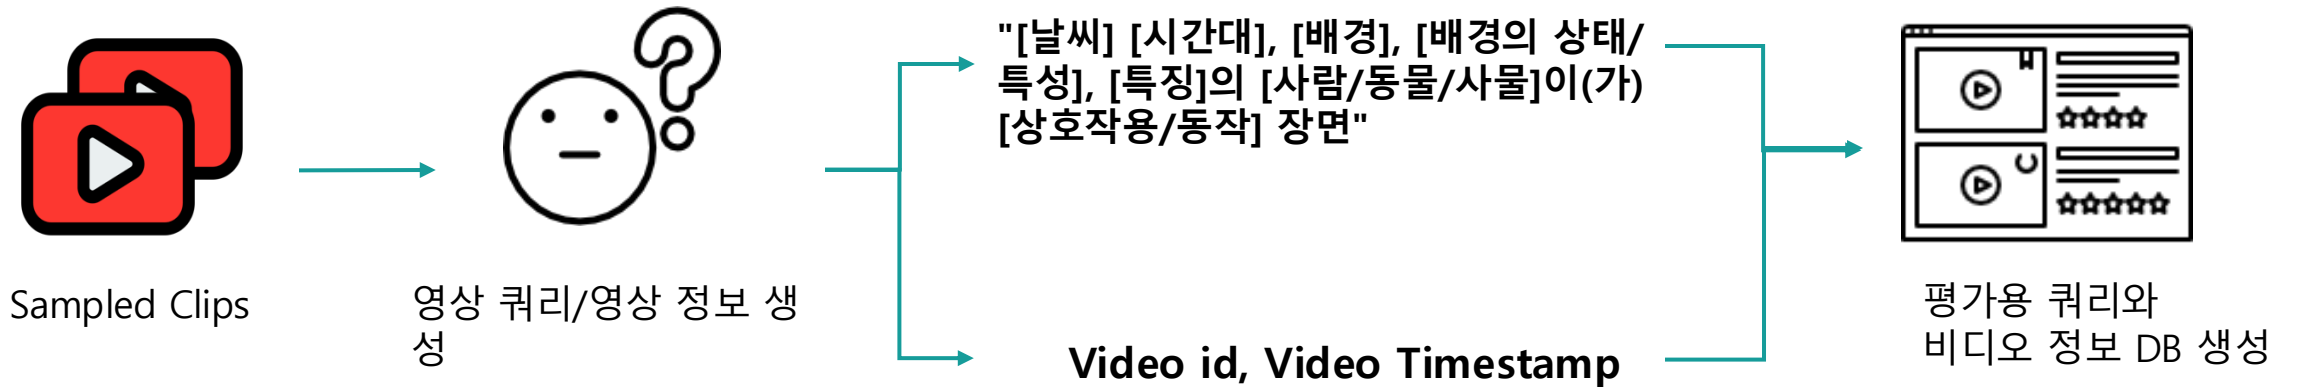 "[날씨] [시간대], [배경], [배경의 상태/
특성], [특징]의 [사람/동물/사물]이(가)
[상호작용/동작] 장면"
Sampled Clips
영상 쿼리/영상 정보 생
성
Video id, Video Timestamp
평가용 쿼리와
비디오 정보 DB 생성